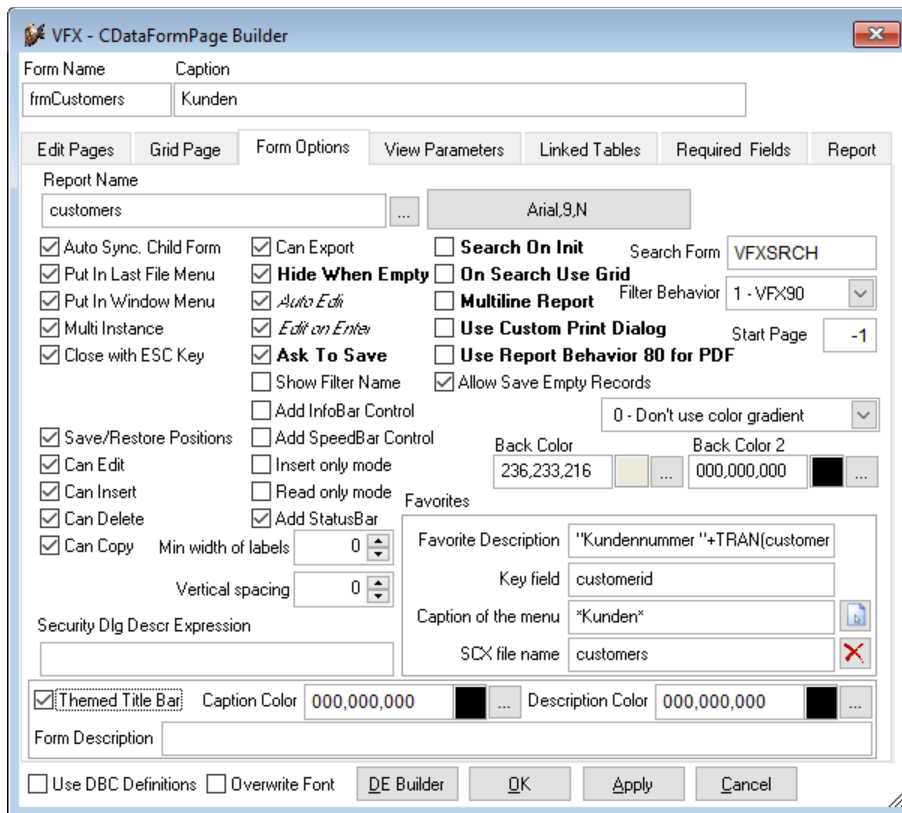 VFX - CDataFormPage Builder
Form Name Caption
frmCustomers Kunden
Edit Pages Grid Page Form Options View Parameters Linked Tables Required Fields Report
Report Name
customers ... Arial,9,N
Auto Sync. Child Form Can Export Search On Init Search Form VFXSRCH
Put In Last File Menu Hide When Empty On Search Use Grid
Put In Window Menu Auto Edit Multiline Report Filter Behavior 1 - VFX90
Multi Instance Edit on Enter Use Custom Print Dialog Start Page -1
Close with ESC Key Ask To Save Use Report Behavior 80 for PDF
Show Filter Name Allow Save Empty Records
Add InfoBar Control 0 - Don't use color gradient
Save/Restore Positions Add SpeedBar Control Back Color Back Color 2
Can Edit Insert only mode 236,233,216 ... 000,000,000 ...
Can Insert Read only mode Favorites
Can Delete Add StatusBar
Can Copy Min width of labels 0 Favorite Description "Kundennummer "+TRAN(customer
Vertical spacing 0 Key field customerid
Security Dlg Descr Expression Caption of the menu *Kunden*
SCX file name customers
Themed Title Bar Caption Color 000,000,000 ... Description Color 000,000,000 ...
Form Description
Use DBC Definitions Overwrite Font DE Builder OK Apply Cancel